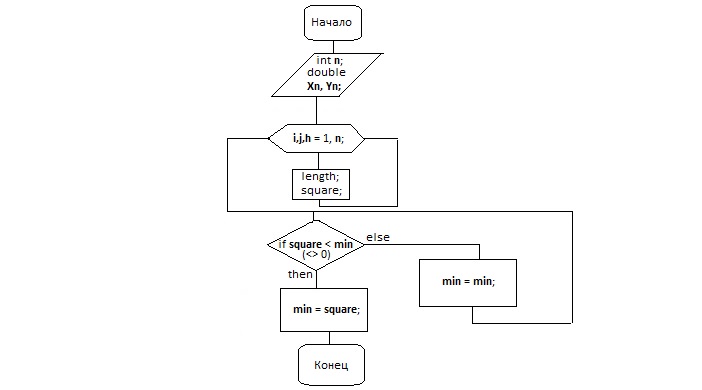 Начало
int n;
double
Xn, Yn;
i,j,h = 1, n;
length;
square;
if square < min
(<> 0)
else
then
min = min;
min = square;
Конец